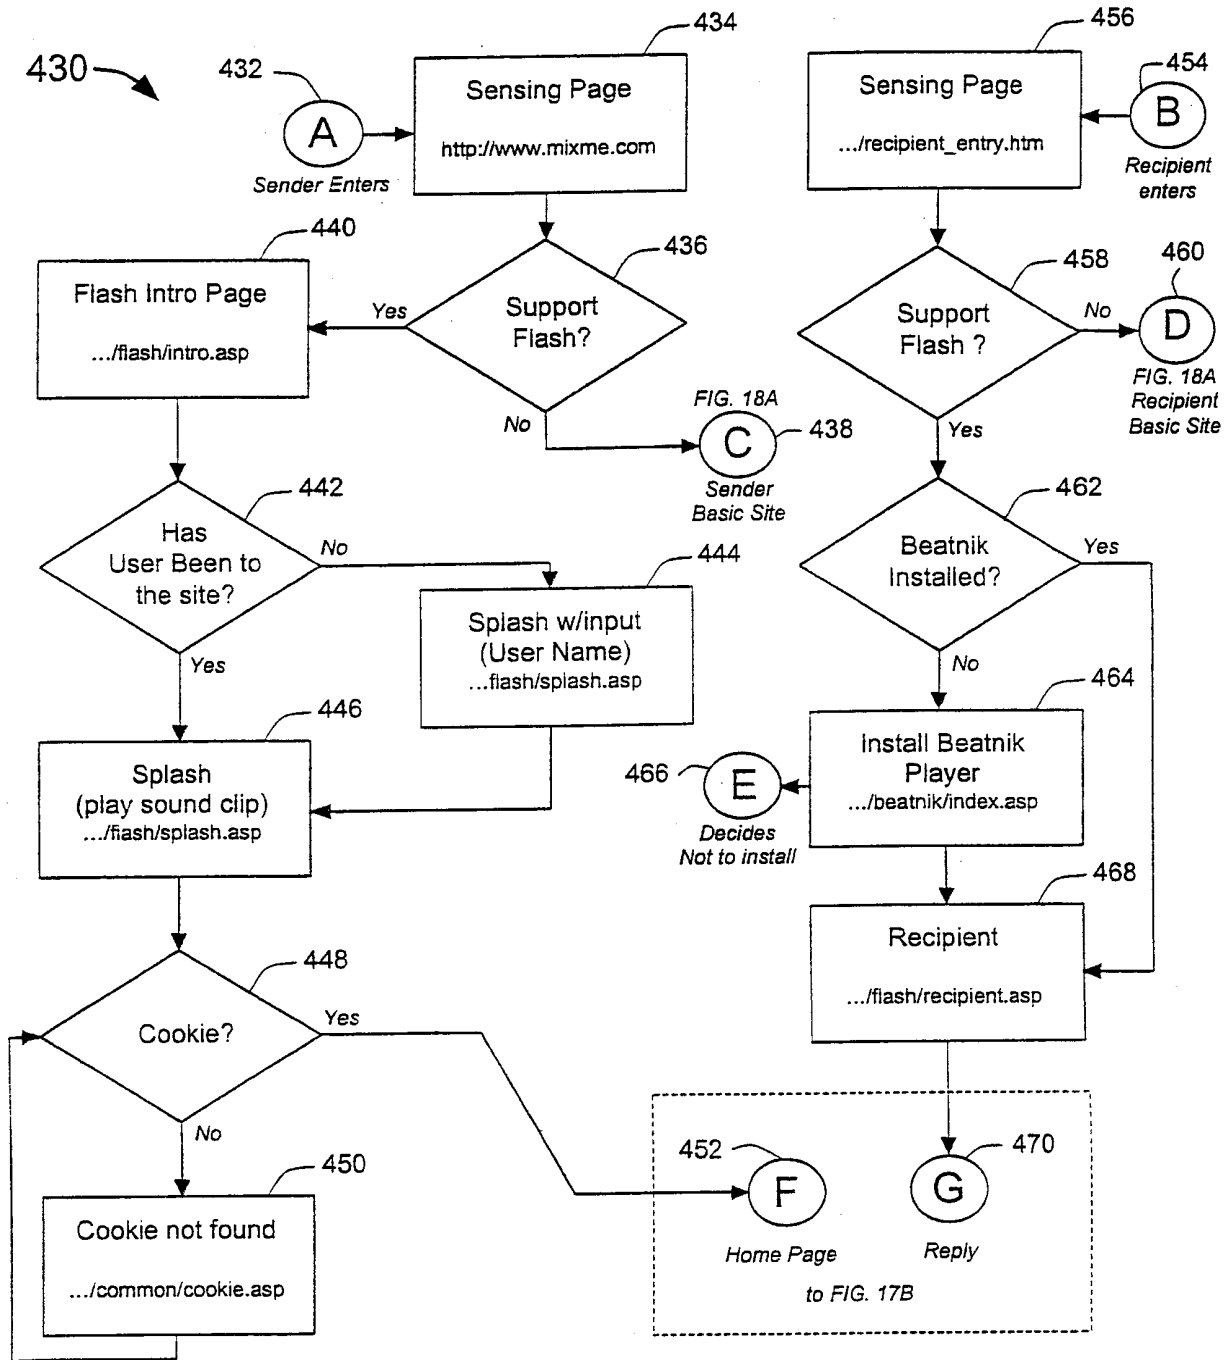 430
432
A
Sender Enters
434
Sensing Page
http://www.mixme.com
456
Sensing Page
.../recipient_entry.htm
454
B
Recipient
enters
440
Flash Intro Page
.../flash/intro.asp
436
Yes
Support
Flash?
No
FIG. 18A
C
438
Sender
Basic Site
458
Support
Flash ?
No
460
D
FIG. 18A
Recipient
Basic Site
Yes
442
Has
User Been to
the site?
No
Yes
444
Splash w/input
(User Name)
...flash/splash.asp
462
Beatnik
Installed?
Yes
No
446
Splash
(play sound clip)
.../flash/splash.asp
464
Install Beatnik
Player
.../beatnik/index.asp
466
E
Decides
Not to install
468
Recipient
.../flash/recipient.asp
448
Cookie?
Yes
No
450
Cookie not found
.../common/cookie.asp
452
F
Home Page
470
G
Reply
to FIG. 17B